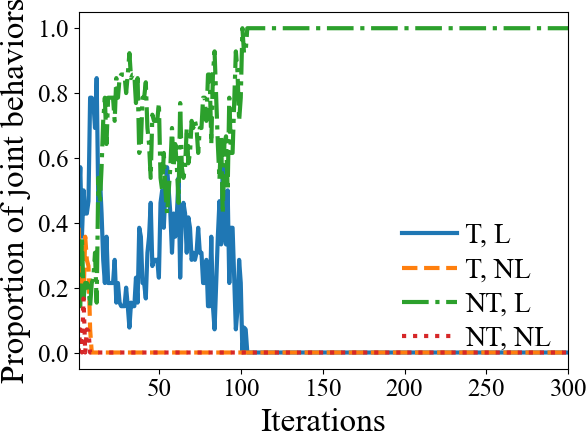 Proportion of joint behaviors
1.0
0.8
0.6
0.4
0.2
0.0
T, L
T, NL
NT, L
NT, NL
50 100 150 200 250 300
Iterations